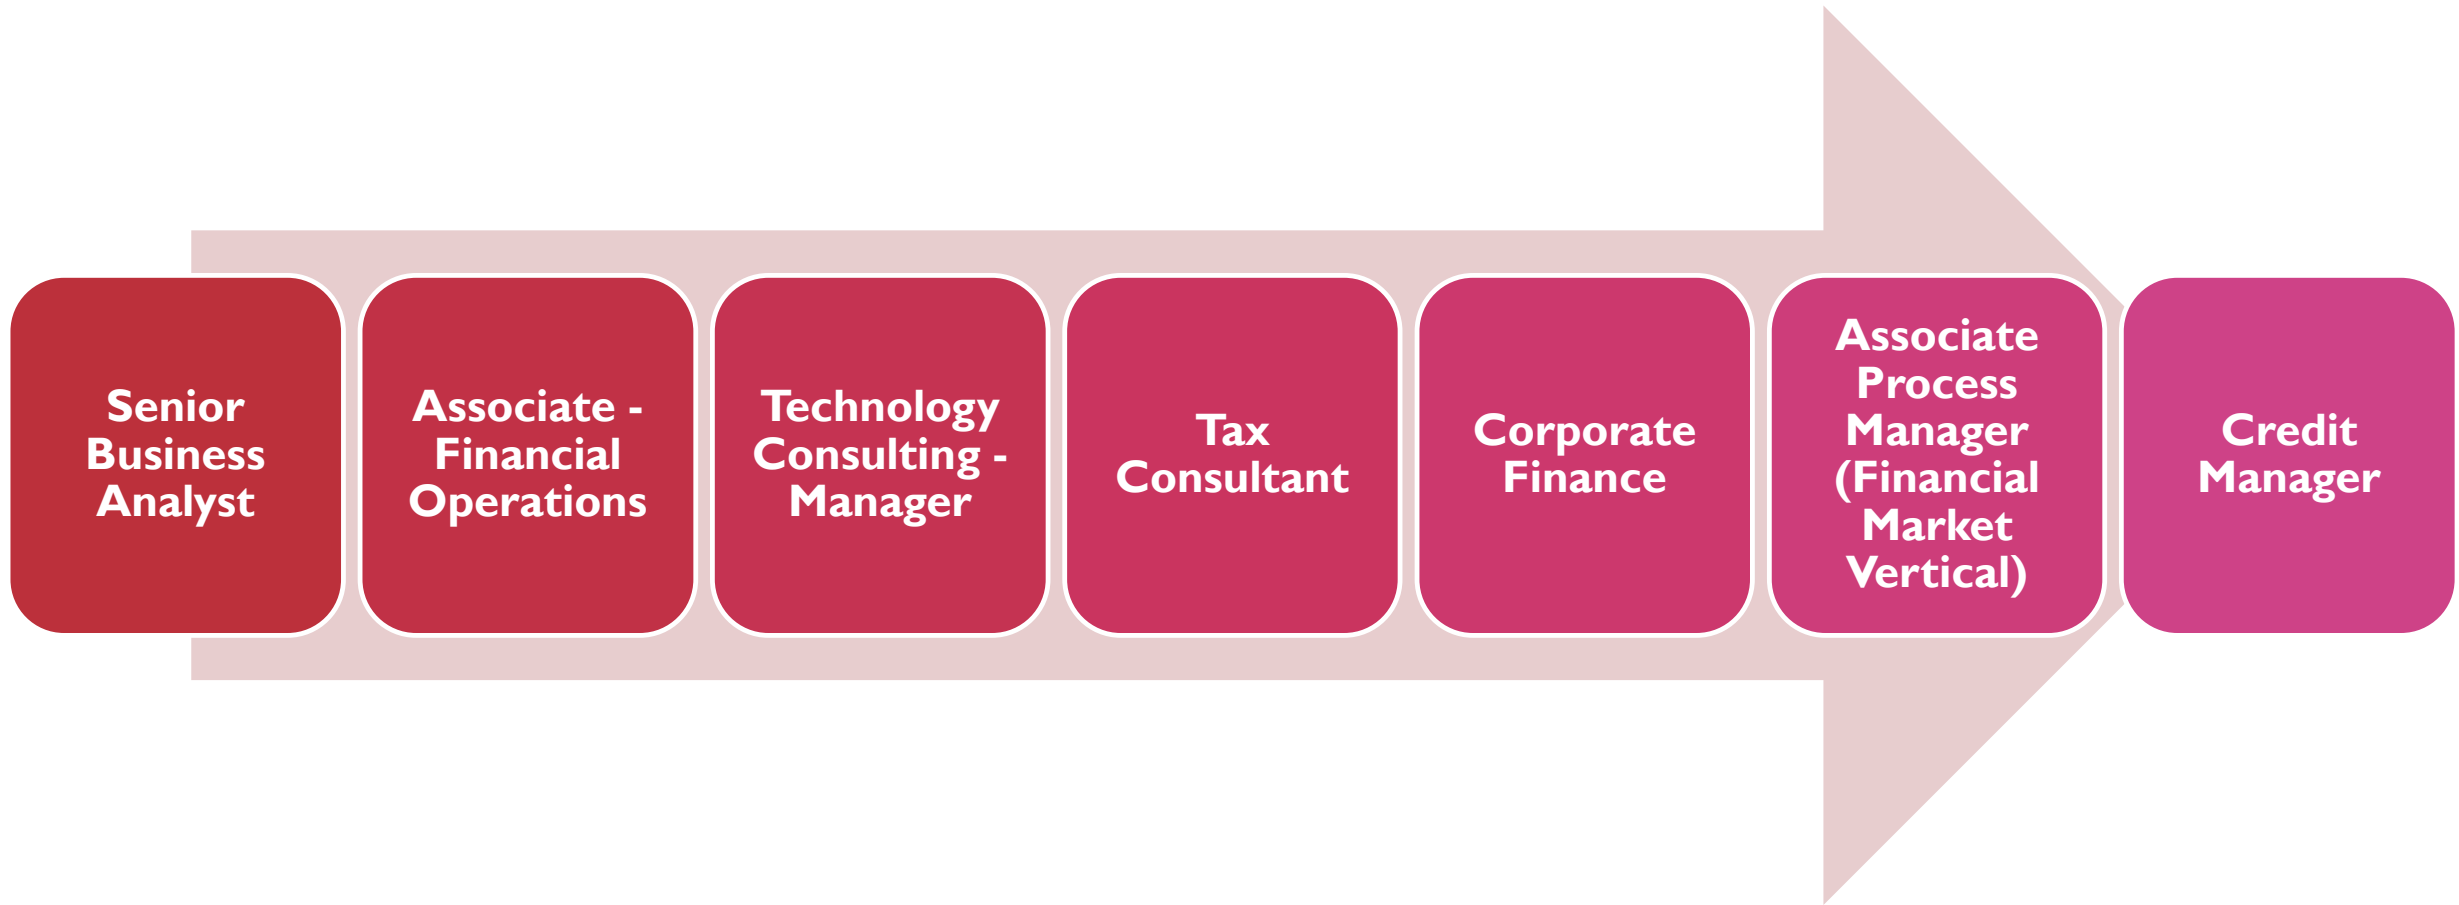 Senior
Business
Analyst
Associate -
Financial
Operations
Technology
Consulting -
Manager
Tax
Consultant
Corporate
Finance
Associate
Process
Manager
(Financial
Market
Vertical)
Credit
Manager